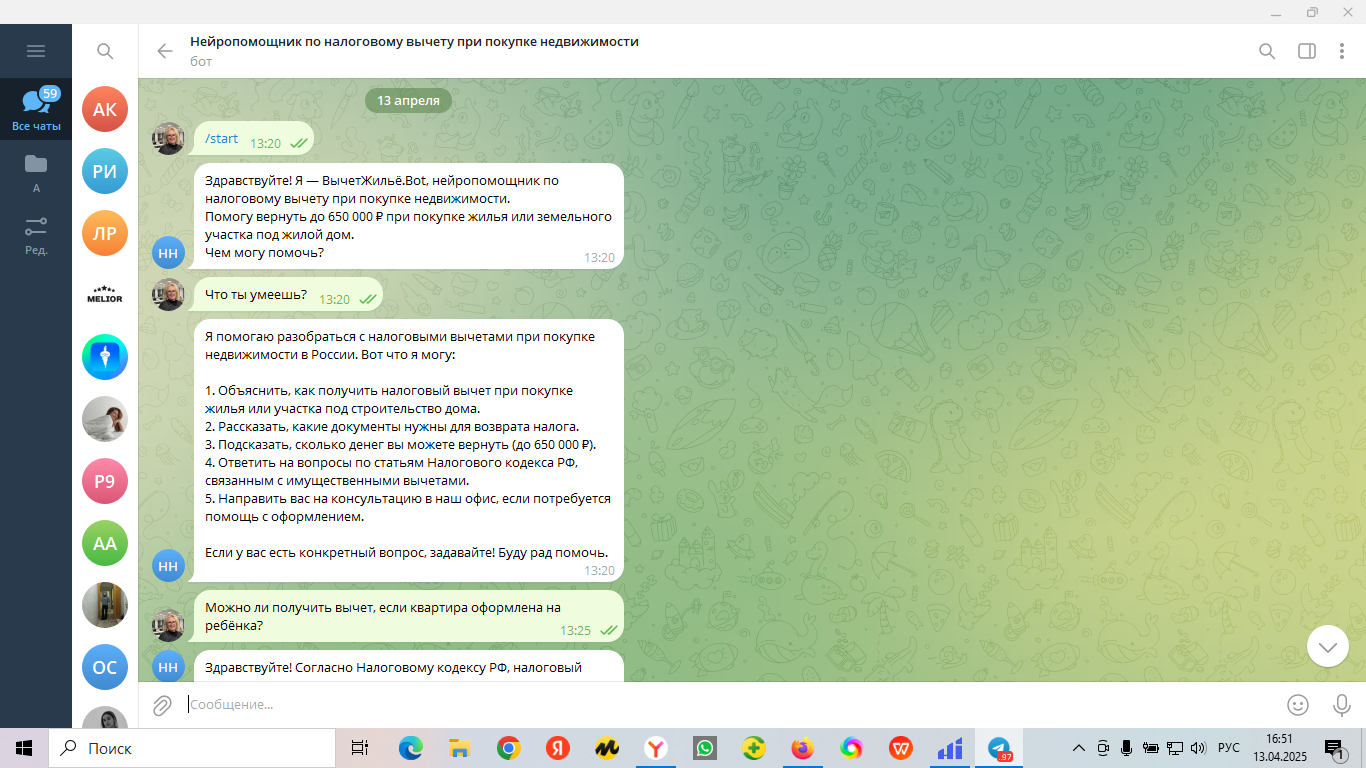 Нейропомощник по налоговому вычету при покупке недвижимости
бот
59
Все чаты
А
Ред.
АК
РИ
ЛР
MELIOR
Р9
АА
ОС
13 апреля
/start 13:20
Здравствуйте! Я — ВычетЖильё.Bot, нейропомощник по
налоговому вычету при покупке недвижимости.
Помогу вернуть до 650 000 ₽ при покупке жилья или земельного
участка под жилой дом.
Чем могу помочь?
13:20
НН
Что ты умеешь? 13:20
Я помогаю разобраться с налоговыми вычетами при покупке
недвижимости в России. Вот что я могу:
1. Объяснить, как получить налоговый вычет при покупке
жилья или участка под строительство дома.
2. Рассказать, какие документы нужны для возврата налога.
3. Подсказать, сколько денег вы можете вернуть (до 650 000 ₽).
4. Ответить на вопросы по статьям Налогового кодекса РФ,
связанным с имущественными вычетами.
5. Направить вас на консультацию в наш офис, если потребуется
помощь с оформлением.
Если у вас есть конкретный вопрос, задавайте! Буду рад помочь.
13:20
НН
Можно ли получить вычет, если квартира оформлена на
ребёнка?
13:25
НН
Здравствуйте! Согласно Налоговому кодексу РФ, налоговый
Сообщение...
Поиск
Я
Y
W
.97
РУС
16:51
13.04.2025
1